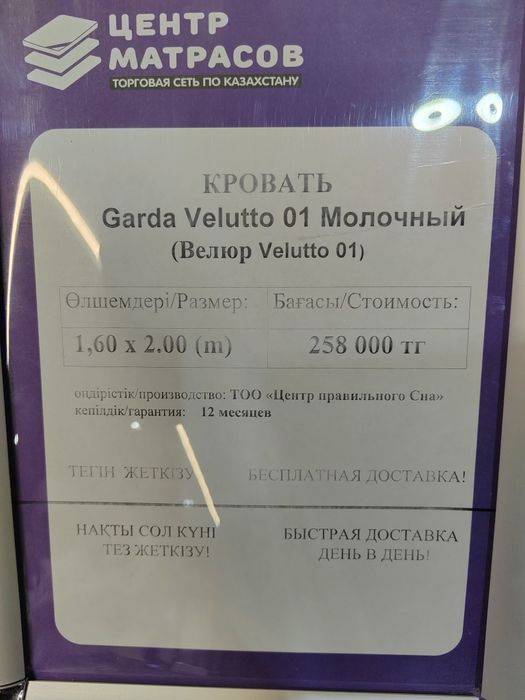 ЦЕНТР
МАТРАСОВ
ТОРГОВАЯ СЕТЬ ПО КАЗАХСТАНУ
КРОВАТЬ
Garda Velutto 01 Молочный
(Велюр Velutto 01)
Өлшемдері/Размер: Бағасы/Стоимость:
1,60 х 2.00 (m) 258 000 тг
өндірістік/производство: ТОО «Центр правильного Сна»
кепілдік/гарантия: 12 месяцев
ТЕГІН ЖЕТКІЗУ БЕСПЛАТНАЯ ДОСТАВКА!
НАҚТЫ СОЛ КҮНІ БЫСТРАЯ ДОСТАВКА
ТЕЗ ЖЕТКІЗУ! ДЕНЬ В ДЕНЬ!